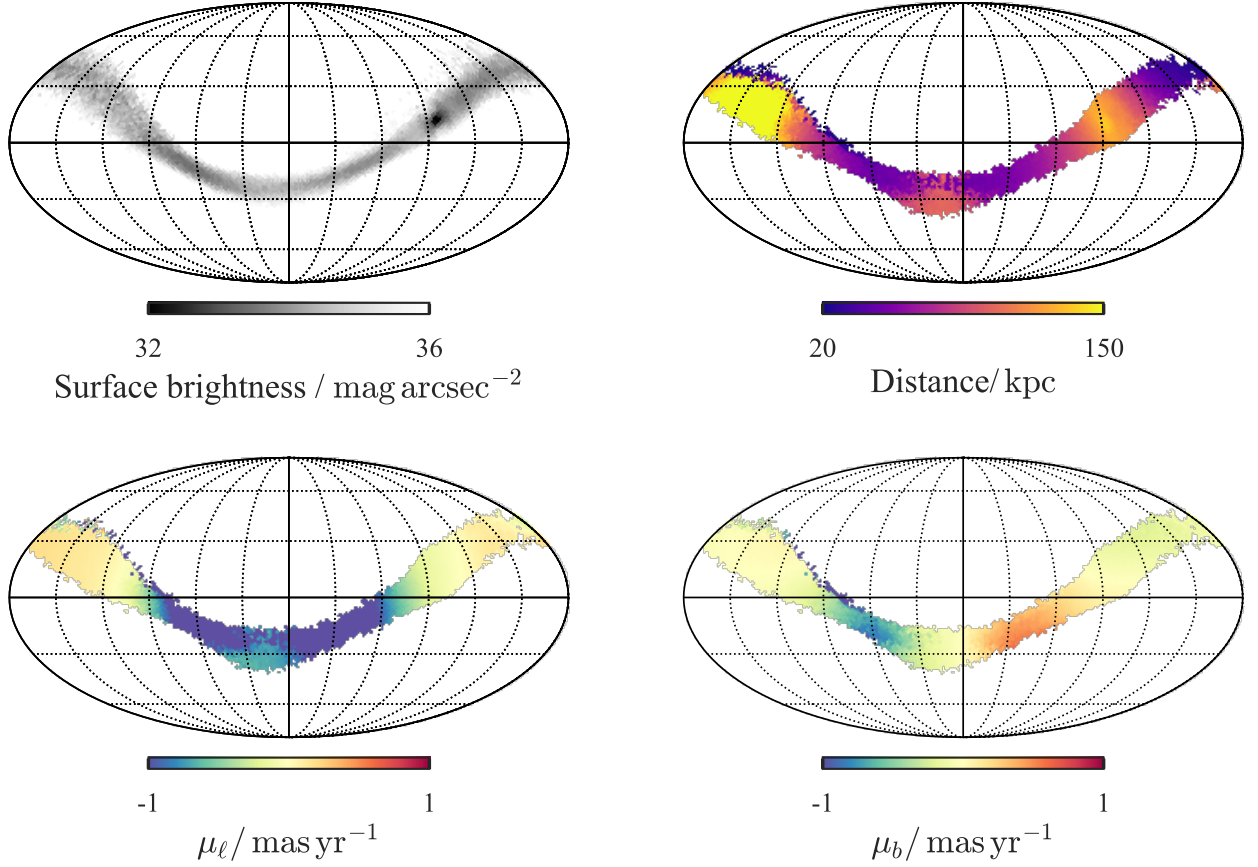 32 36
Surface brightness / mag arcsec⁻²
20 150
Distance/ kpc
-1 1
μ_ℓ / mas yr⁻¹
-1 1
μ_b / mas yr⁻¹